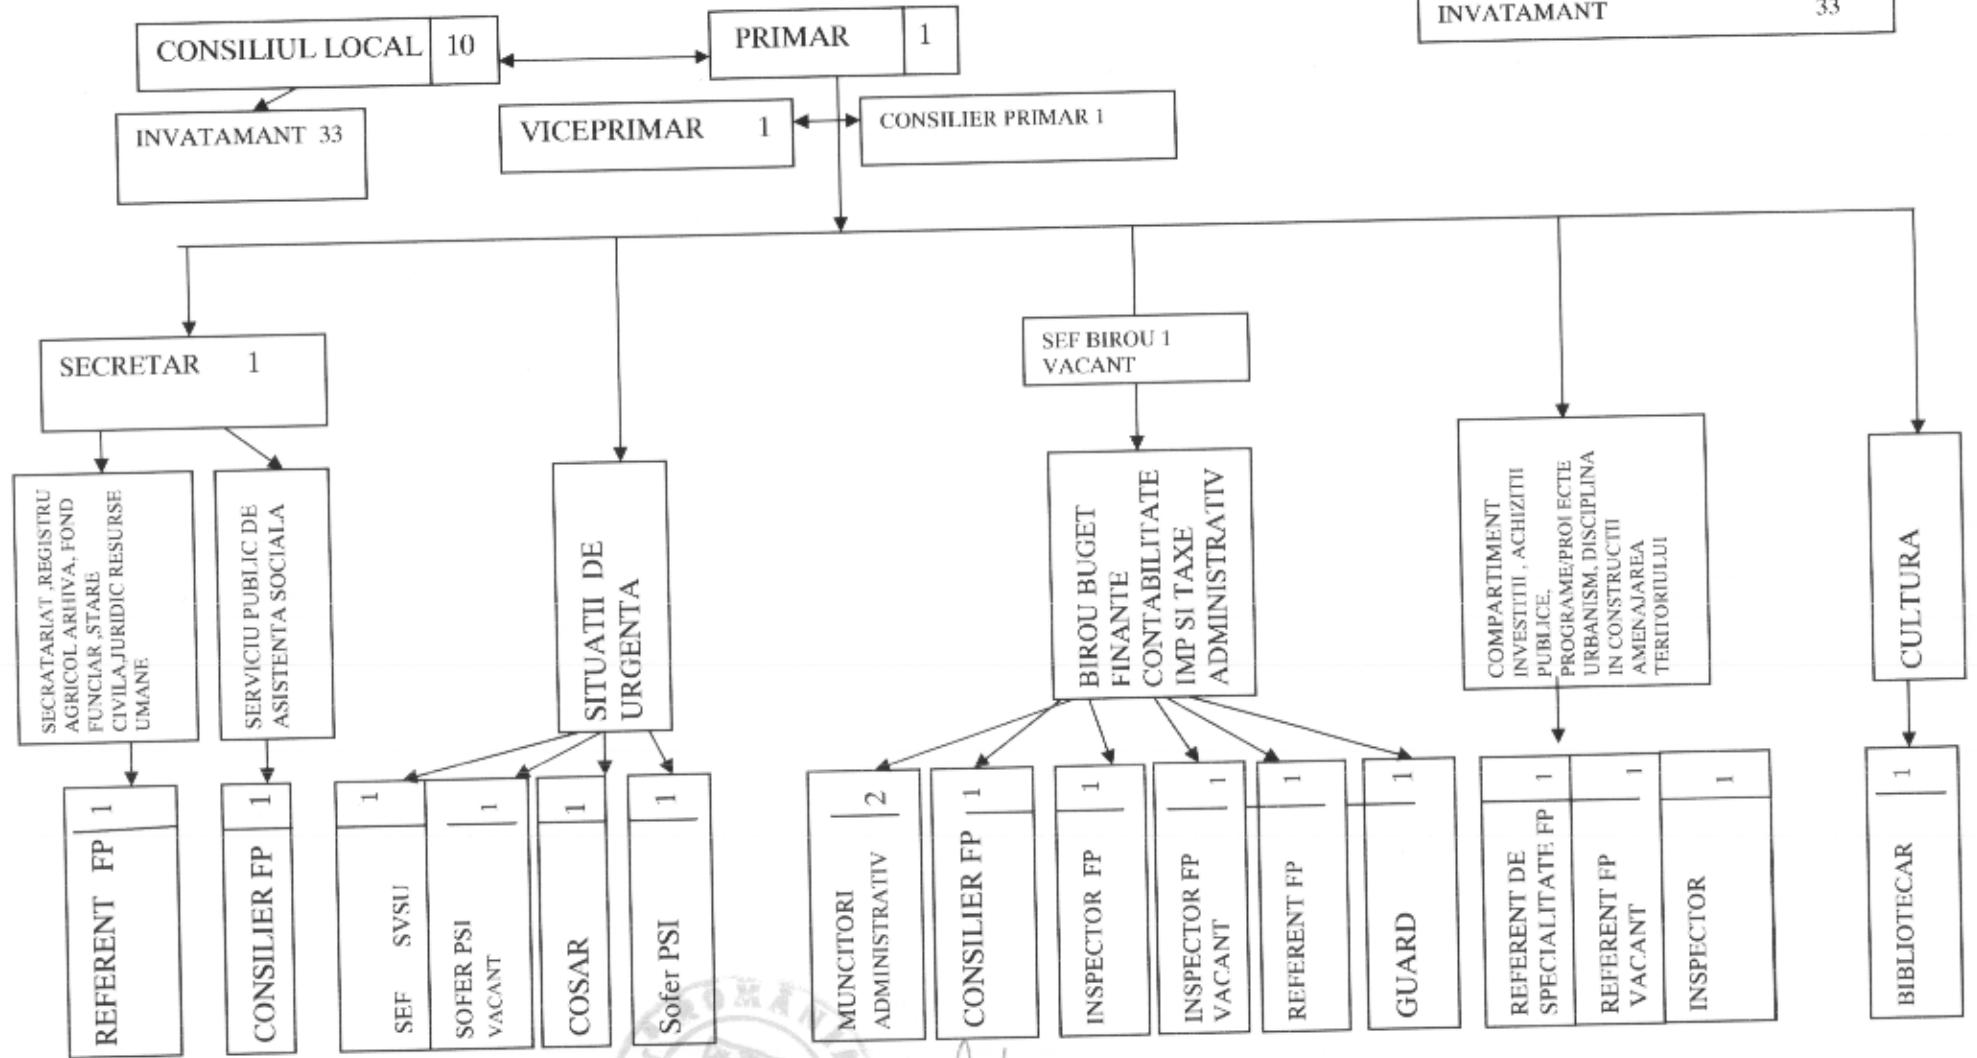 INVATAMANT 33
CONSILIUL LOCAL 10
PRIMAR 1
INVATAMANT 33
VICEPRIMAR 1
CONSILIER PRIMAR 1
SECRETAR 1
SEF BIROU 1
VACANT
SECRATARIAT ,REGISTRU
AGRICOL ARHIVA, FOND
FUNCIAR ,STARE
CIVILA,JURIDIC RESURSE
UMANE
SERVICIU PUBLIC DE
ASISTENTA SOCIALA
SITUATII DE
URGENTA
BIROU BUGET
FINANTE
CONTABILITATE
IMP SI TAXE
ADMINISTRATIV
COMPARTIMENT
INVESTITII , ACHIZITII
PUBLICE,
PROGRAME/PROI ECTE
URBANISM, DISCIPLINA
IN CONSTRUCTII
AMENAJAREA
TERITORIULUI
CULTURA
REFERENT FP 1
CONSILIER FP 1
SEF SVSU 1
SOFER PSI 1
VACANT
COSAR 1
Sofer PSI 1
MUNCITORI
ADMINISTRATIV 2
CONSILIER FP 1
INSPECTOR FP 1
INSPECTOR FP
VACANT 1
REFERENT FP 1
GUARD 1
REFERENT DE
SPECIALITATE FP 1
REFERENT FP
VACANT 1
INSPECTOR 1
BIBLIOTECAR 1
ROMÂNI